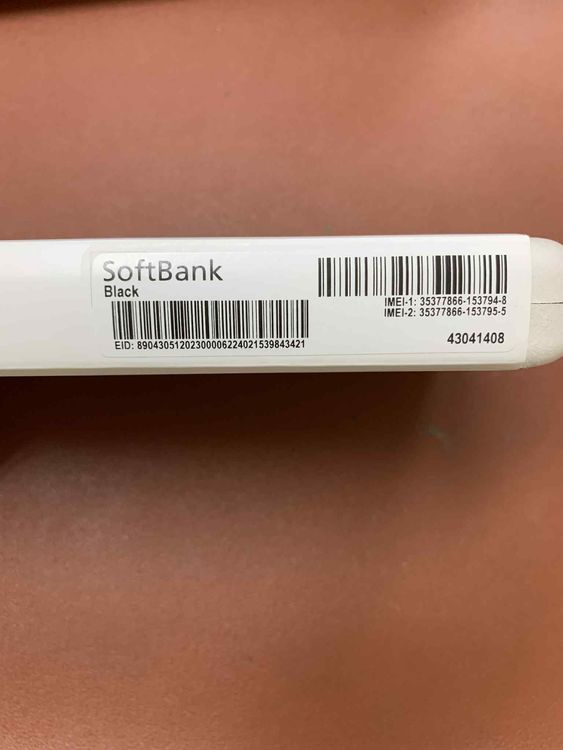 SoftBank
Black
EID: 89043051202300006224021539843421
IMEI-1: 35377866-153794-8
IMEI-2: 35377866-153795-5
43041408